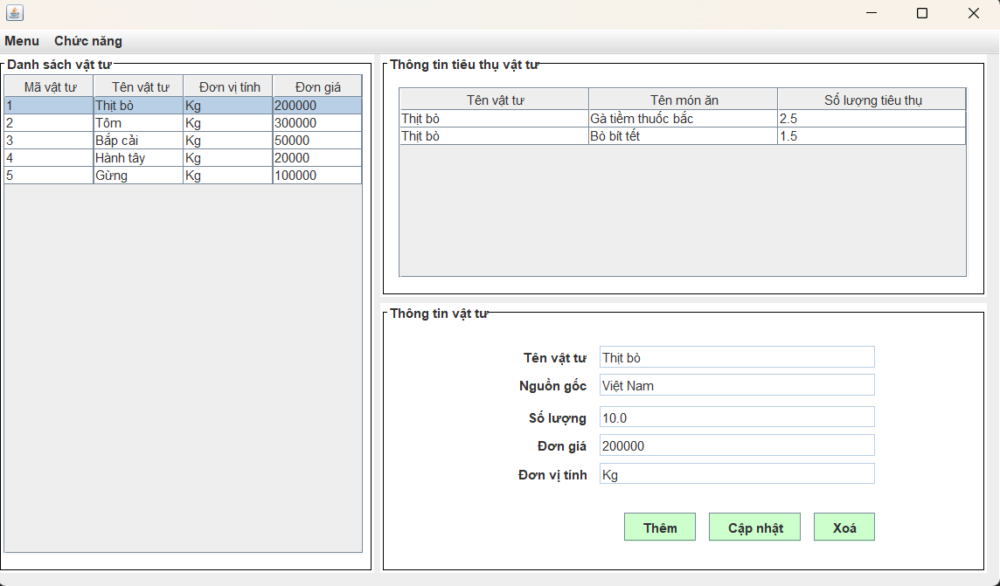 Menu Chức năng
Danh sách vật tư
Mã vật tư Tên vật tư Đơn vị tính Đơn giá
1 Thịt bò Kg 200000
2 Tôm Kg 300000
3 Bắp cải Kg 50000
4 Hành tây Kg 20000
5 Gừng Kg 100000
Thông tin tiêu thụ vật tư
Tên vật tư Tên món ăn Số lượng tiêu thụ
Thịt bò Gà tiềm thuốc bắc 2.5
Thịt bò Bò bít tết 1.5
Thông tin vật tư
Tên vật tư Thịt bò
Nguồn gốc Việt Nam
Số lượng 10.0
Đơn giá 200000
Đơn vị tính Kg
Thêm Cập nhật Xoá